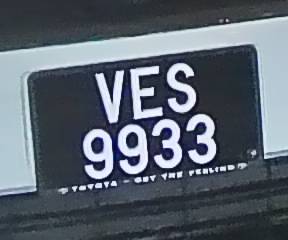 VES
9933
TOYOTA - GET THE FEELING